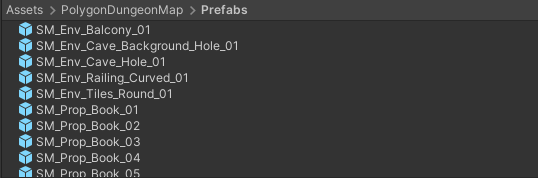 Assets > PolygonDungeonMap > Prefabs
SM_Env_Balcony_01
SM_Env_Cave_Background_Hole_01
SM_Env_Cave_Hole_01
SM_Env_Railing_Curved_01
SM_Env_Tiles_Round_01
SM_Prop_Book_01
SM_Prop_Book_02
SM_Prop_Book_03
SM_Prop_Book_04
SM_Prop_Book_05